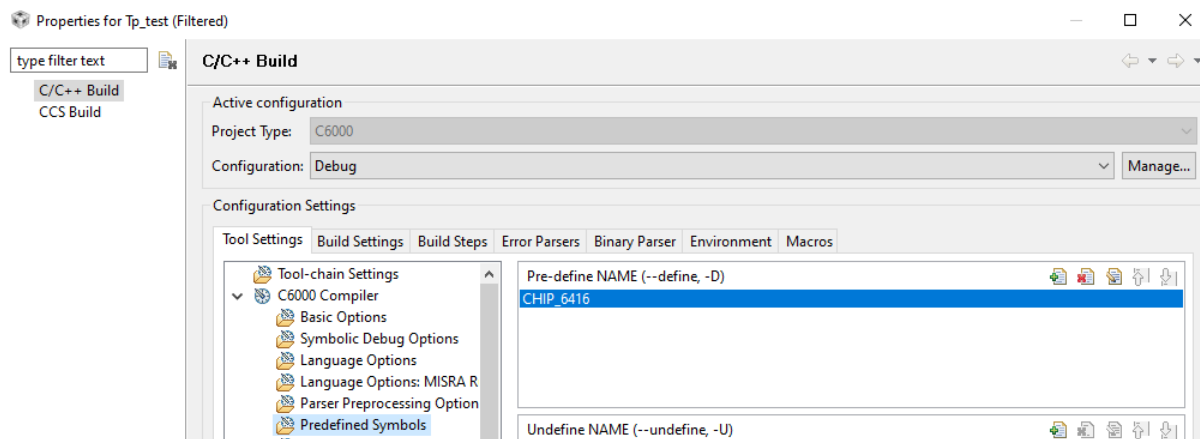 Properties for Tp_test (Filtered)
type filter text
C/C++ Build
CCS Build
C/C++ Build
Active configuration
Project Type: C6000
Configuration: Debug Manage...
Configuration Settings
Tool Settings Build Settings Build Steps Error Parsers Binary Parser Environment Macros
Tool-chain Settings
C6000 Compiler
Basic Options
Symbolic Debug Options
Language Options
Language Options: MISRA R
Parser Preprocessing Option
Predefined Symbols
Pre-define NAME (--define, -D)
CHIP_6416
Undefine NAME (--undefine, -U)